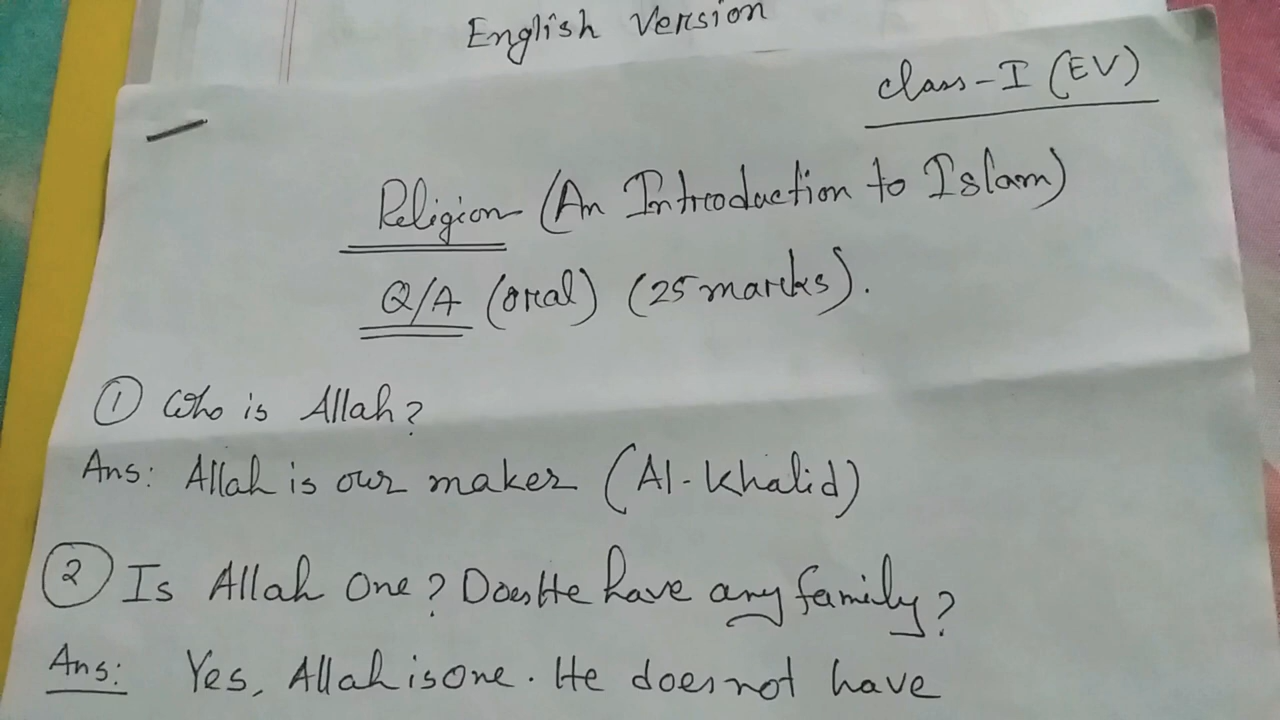 English Version
class-I (EV)
Religion (An Introduction to Islam)
Q/A (oral) (25 marks).
① Who is Allah?
Ans: Allah is our maker (Al-Khalid)
② Is Allah One? Does He have any family?
Ans: Yes, Allah is One. He does not have